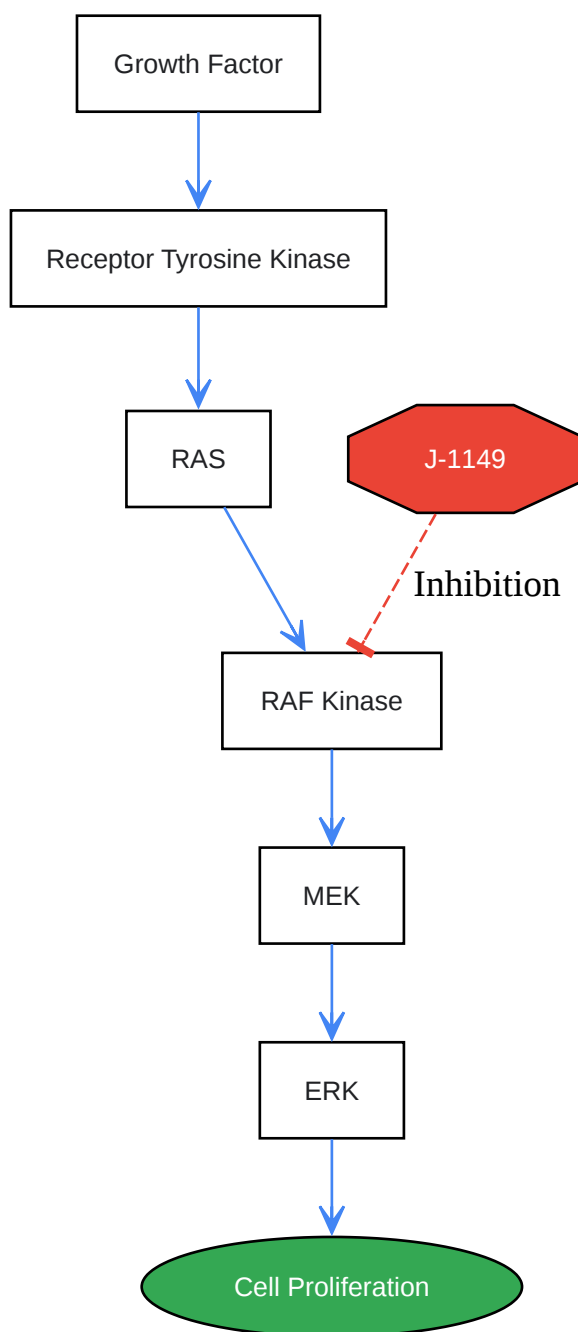 Growth Factor
Receptor Tyrosine Kinase
RAS
J-1149
Inhibition
RAF Kinase
MEK
ERK
Cell Proliferation